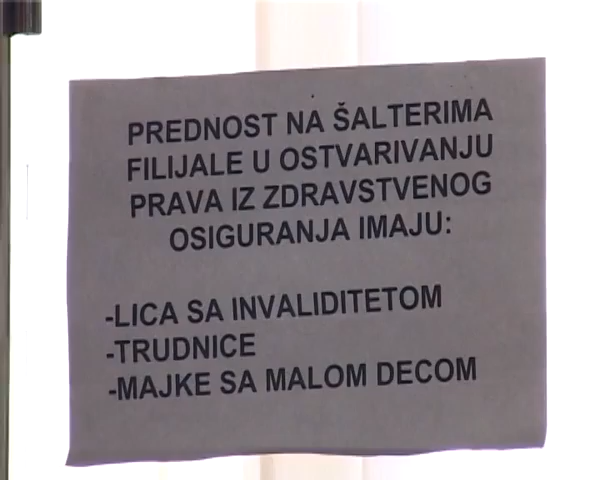 PREDNOST NA ŠALTERIMA
FILIJALE U OSTVARIVANJU
PRAVA IZ ZDRAVSTVENOG
OSIGURANJA IMAJU:
-LICA SA INVALIDITETOM
-TRUDNICE
-MAJKE SA MALOM DECOM